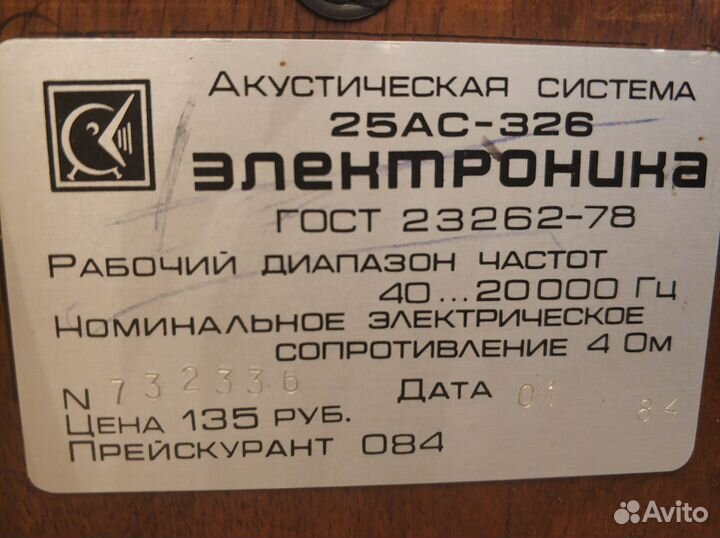 Акустическая система
25АС-326
электроника
ГОСТ 23262-78
Рабочий диапазон частот
40...20000 Гц
Номинальное электрическое
сопротивление 4 Ом
N 732336 Дата 01 84
Цена 135 руб.
Прейскурант 084
Avito